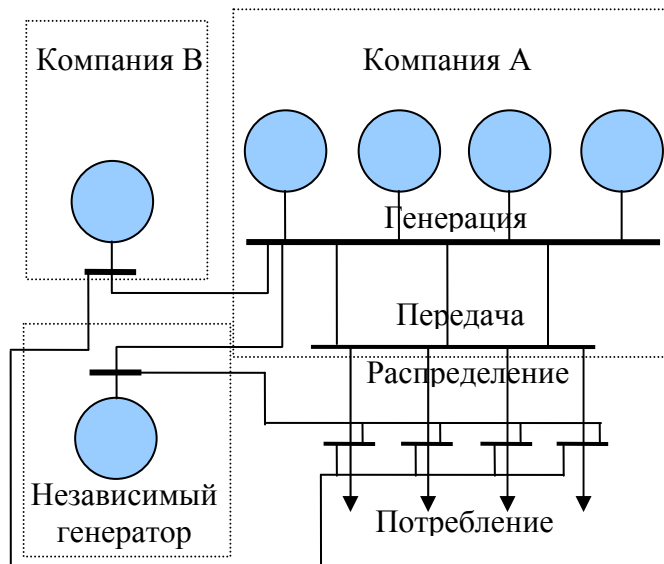 Компания В
Компания А
Генерация
Передача
Распределение
Независимый
генератор
Потребление